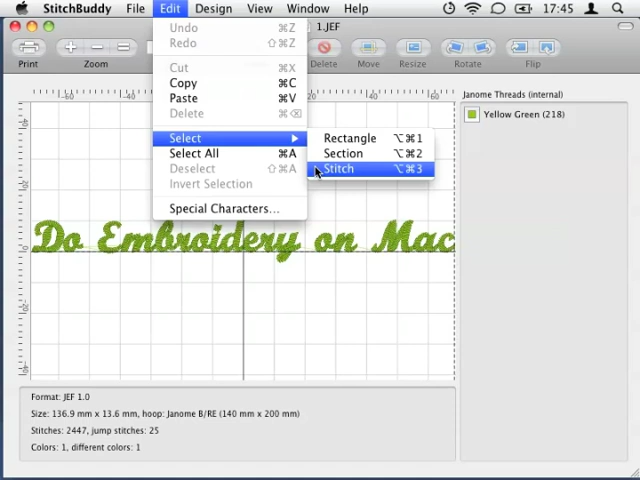 StitchBuddy File Edit Design View Window Help 17:45
1.JEF
Print Zoom Delete Move Resize Rotate Flip
Undo ⌘Z
Redo ⇧⌘Z
Cut ⌘X
Copy ⌘C
Paste ⌘V
Delete ⌘⌫
Select ▶
Select All ⌘A
Deselect ⇧⌘A
Invert Selection
Special Characters...
Rectangle ⌥⌘1
Section ⌥⌘2
Stitch ⌥⌘3
-60 -40 20 40 60
-20
-40
Janome Threads (internal)
Yellow Green (218)
Do Embroidery on Mac
Format: JEF 1.0
Size: 136.9 mm x 13.6 mm, hoop: Janome B/RE (140 mm x 200 mm)
Stitches: 2447, jump stitches: 25
Colors: 1, different colors: 1